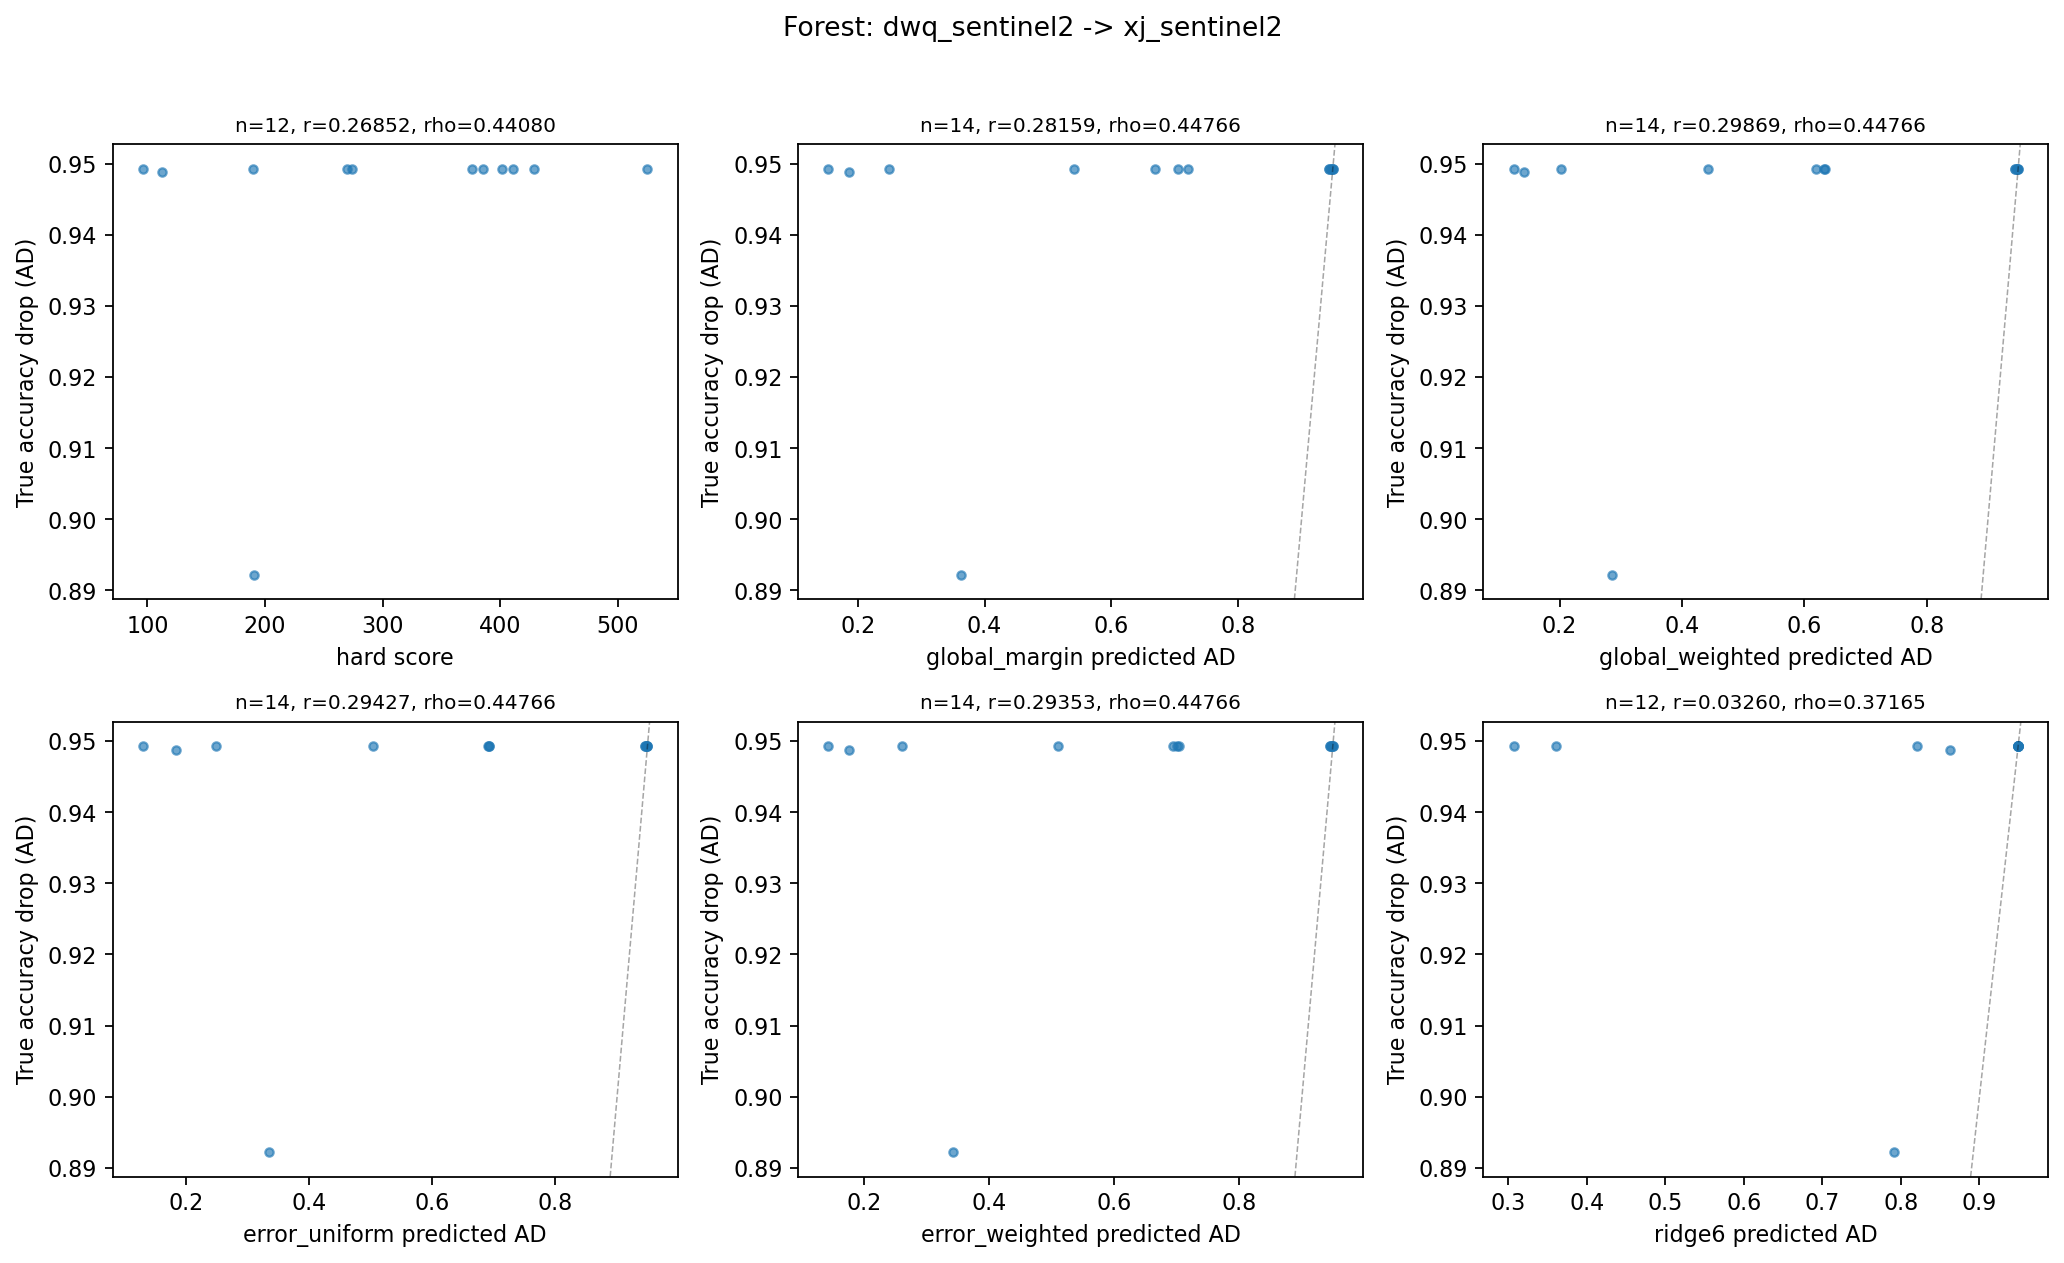 Forest: dwq_sentinel2 -> xj_sentinel2
n=12, r=0.26852, rho=0.44080
True accuracy drop (AD)
0.95
0.94
0.93
0.92
0.91
0.90
0.89
100 200 300 400 500
hard score
n=14, r=0.28159, rho=0.44766
True accuracy drop (AD)
0.95
0.94
0.93
0.92
0.91
0.90
0.89
0.2 0.4 0.6 0.8
global_margin predicted AD
n=14, r=0.29869, rho=0.44766
True accuracy drop (AD)
0.95
0.94
0.93
0.92
0.91
0.90
0.89
0.2 0.4 0.6 0.8
global_weighted predicted AD
n=14, r=0.29427, rho=0.44766
True accuracy drop (AD)
0.95
0.94
0.93
0.92
0.91
0.90
0.89
0.2 0.4 0.6 0.8
error_uniform predicted AD
n=14, r=0.29353, rho=0.44766
True accuracy drop (AD)
0.95
0.94
0.93
0.92
0.91
0.90
0.89
0.2 0.4 0.6 0.8
error_weighted predicted AD
n=12, r=0.03260, rho=0.37165
True accuracy drop (AD)
0.95
0.94
0.93
0.92
0.91
0.90
0.89
0.3 0.4 0.5 0.6 0.7 0.8 0.9
ridge6 predicted AD